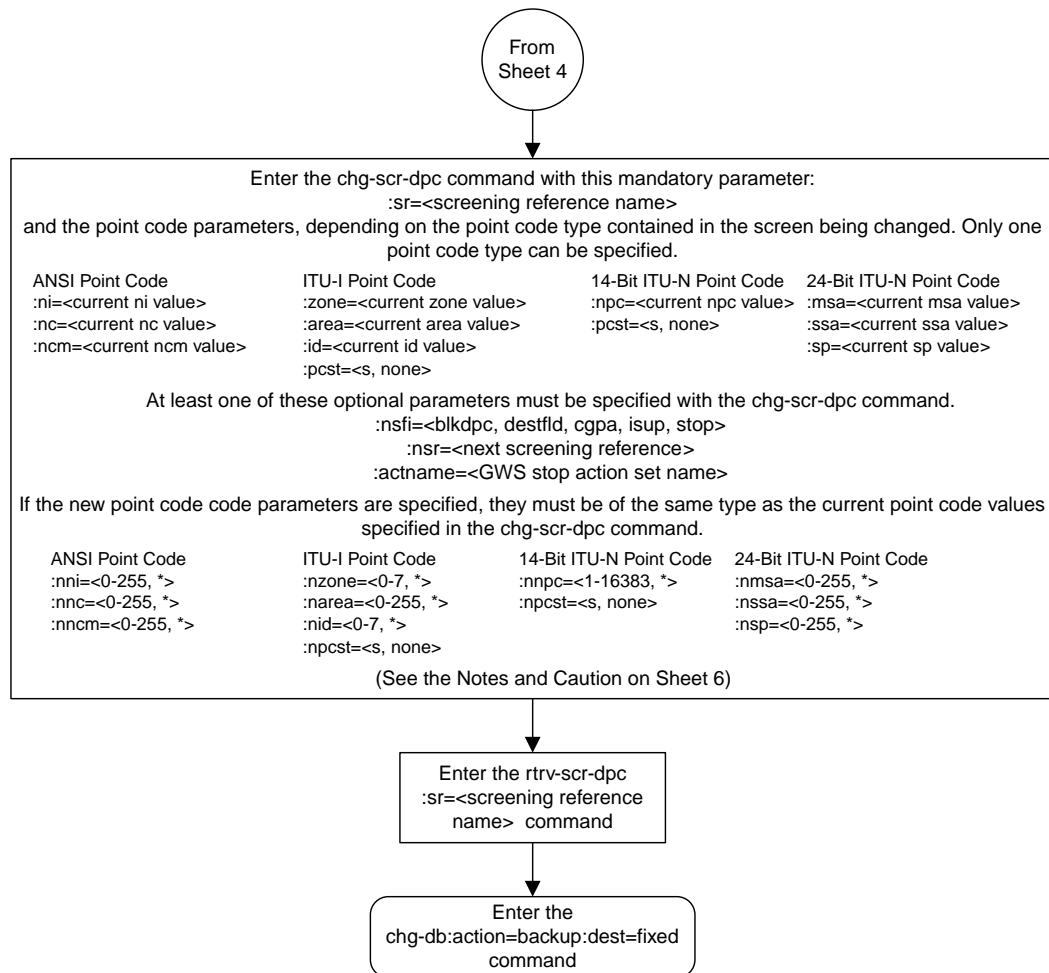 From
Sheet 4
Enter the chg-scr-dpc command with this mandatory parameter:
:sr=<screening reference name>
and the point code parameters, depending on the point code type contained in the screen being changed. Only one
point code type can be specified.
ANSI Point Code
:ni=<current ni value>
:nc=<current nc value>
:ncm=<current ncm value>
ITU-I Point Code
:zone=<current zone value>
:area=<current area value>
:id=<current id value>
:pcst=<s, none>
14-Bit ITU-N Point Code
:npc=<current npc value>
:pcst=<s, none>
24-Bit ITU-N Point Code
:msa=<current msa value>
:ssa=<current ssa value>
:sp=<current sp value>
At least one of these optional parameters must be specified with the chg-scr-dpc command.
:nsfi=<blkdpc, destfld, cgpa, isup, stop>
:nsr=<next screening reference>
:actname=<GWS stop action set name>
If the new point code code parameters are specified, they must be of the same type as the current point code values
specified in the chg-scr-dpc command.
ANSI Point Code
:nni=<0-255, *>
:nnc=<0-255, *>
:nncm=<0-255, *>
ITU-I Point Code
:nzone=<0-7, *>
:narea=<0-255, *>
:nid=<0-7, *>
:npcst=<s, none>
14-Bit ITU-N Point Code
:nnpc=<1-16383, *>
:npcst=<s, none>
24-Bit ITU-N Point Code
:nmsa=<0-255, *>
:nssa=<0-255, *>
:nsp=<0-255, *>
(See the Notes and Caution on Sheet 6)
Enter the rtrv-scr-dpc
:sr=<screening reference
name> command
Enter the
chg-db:action=backup:dest=fixed
command